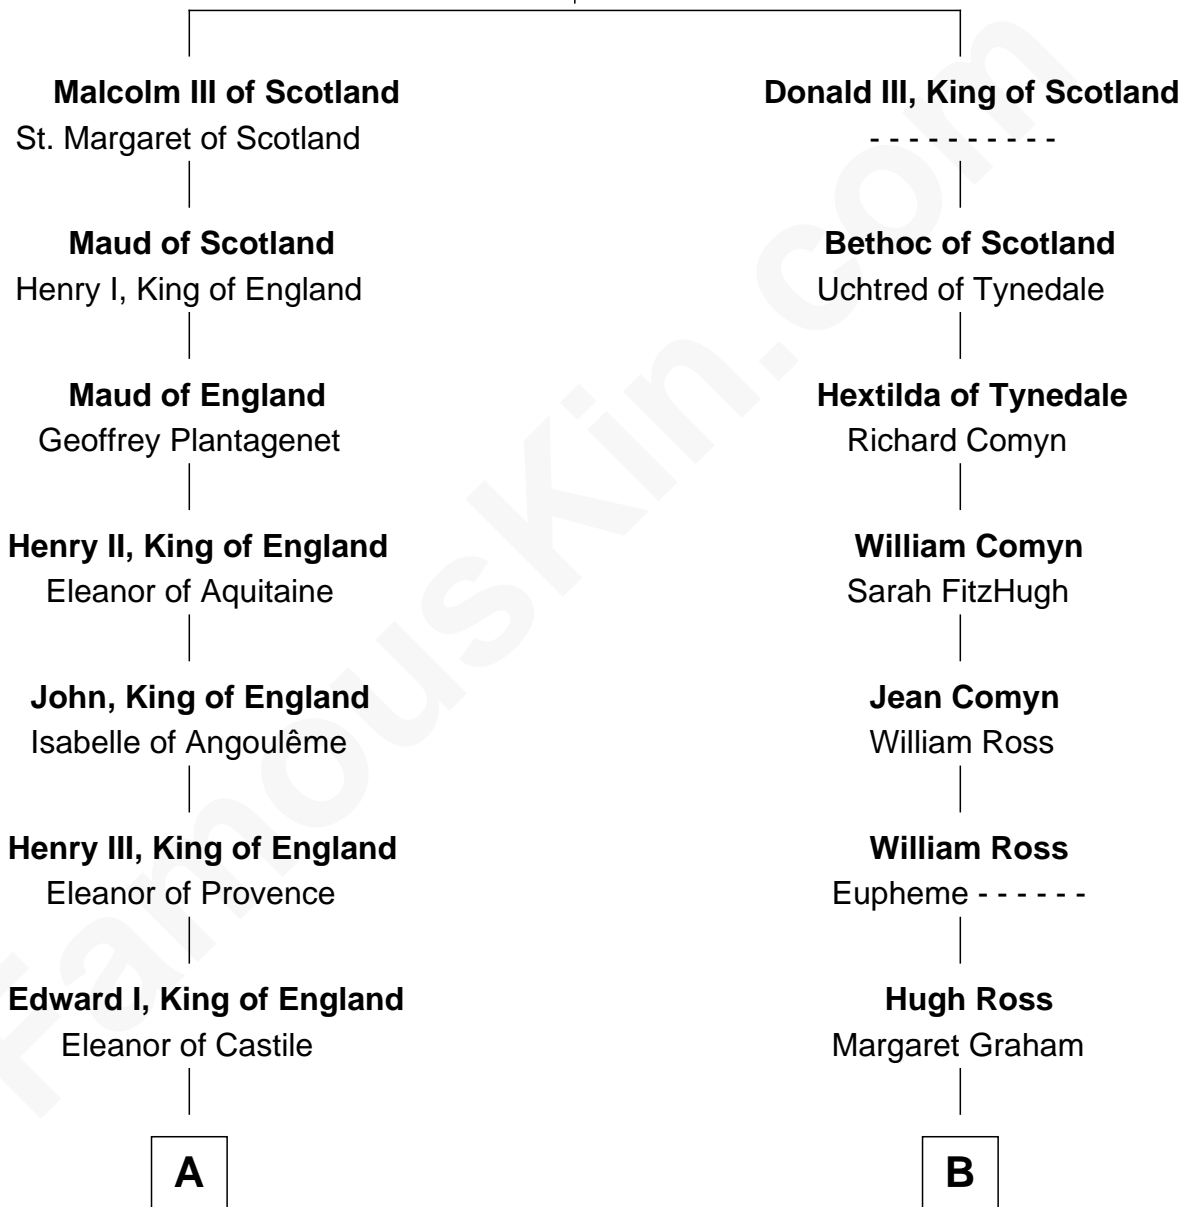 Malcolm III of Scotland
St. Margaret of Scotland
Maud of Scotland
Henry I, King of England
Maud of England
Geoffrey Plantagenet
Henry II, King of England
Eleanor of Aquitaine
John, King of England
Isabelle of Angoulême
Henry III, King of England
Eleanor of Provence
Edward I, King of England
Eleanor of Castile
A
Donald III, King of Scotland
- - - - - - - - - -
Bethoc of Scotland
Uchtred of Tynedale
Hextilda of Tynedale
Richard Comyn
William Comyn
Sarah FitzHugh
Jean Comyn
William Ross
William Ross
Eupheme - - - - - -
Hugh Ross
Margaret Graham
B
FamousKin.com